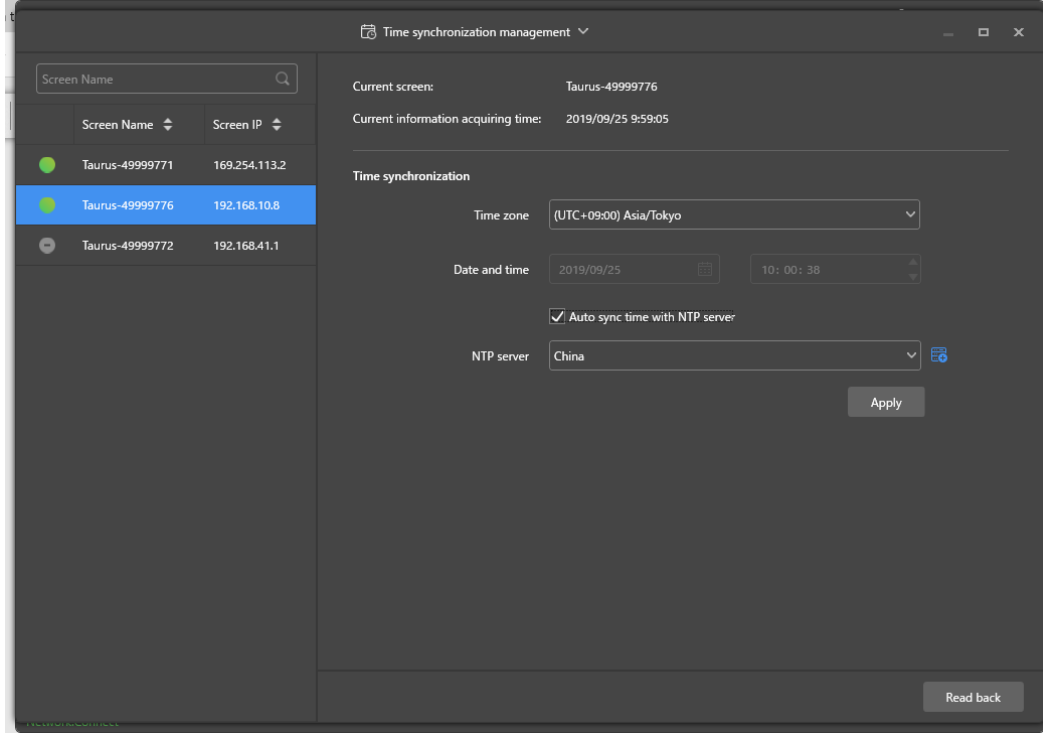 Time synchronization management
Screen Name
Screen Name Screen IP
Taurus-49999771 169.254.113.2
Taurus-49999776 192.168.10.8
Taurus-49999772 192.168.41.1
Current screen: Taurus-49999776
Current information acquiring time: 2019/09/25 9:59:05
Time synchronization
Time zone (UTC+09:00) Asia/Tokyo
Date and time 2019/09/25 10: 00: 38
Auto sync time with NTP server
NTP server China
Apply
Read back